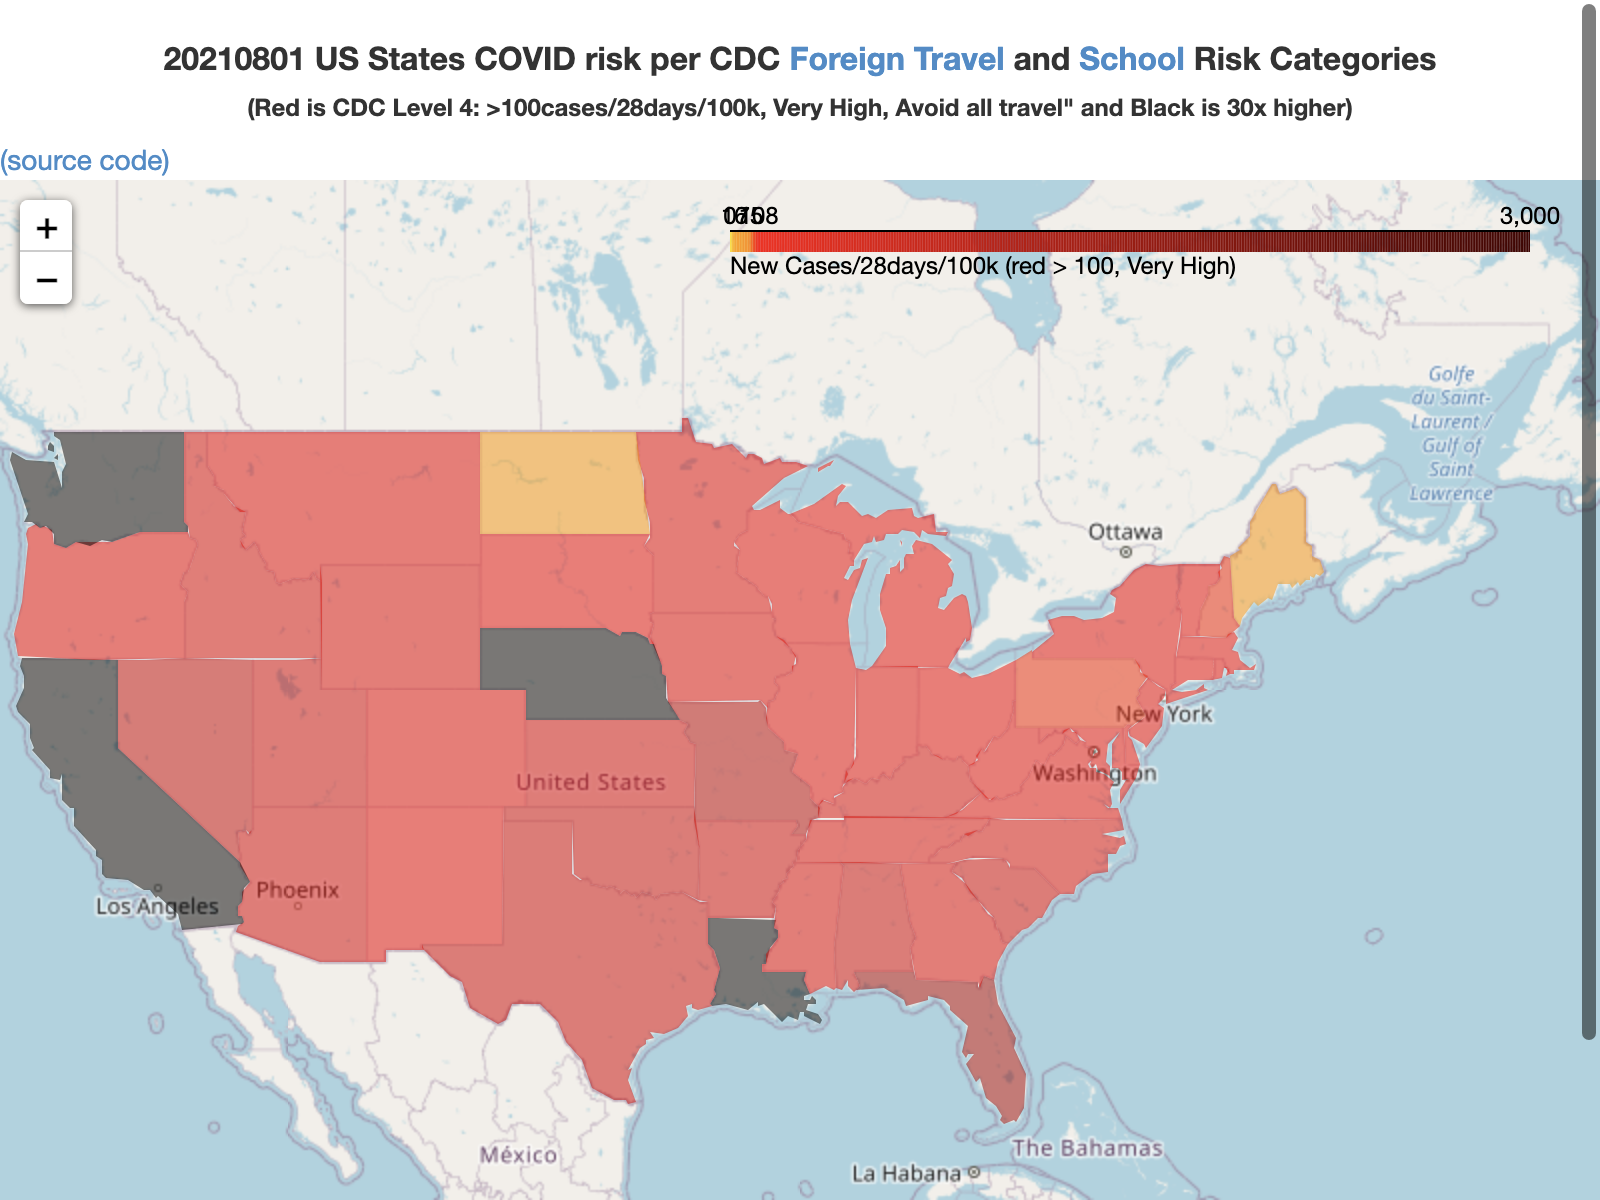 20210801 US States COVID risk per CDC Foreign Travel and School Risk Categories
(Red is CDC Level 4: >100cases/28days/100k, Very High, Avoid all travel" and Black is 30x higher)
(source code)
+
−
3,000
New Cases/28days/100k (red > 100, Very High)
Golfe
du Saint-
Laurent /
Gulf of
Saint
Lawrence
Ottawa
New York
Washington
United States
Phoenix
Los Angeles
México
The Bahamas
La Habana